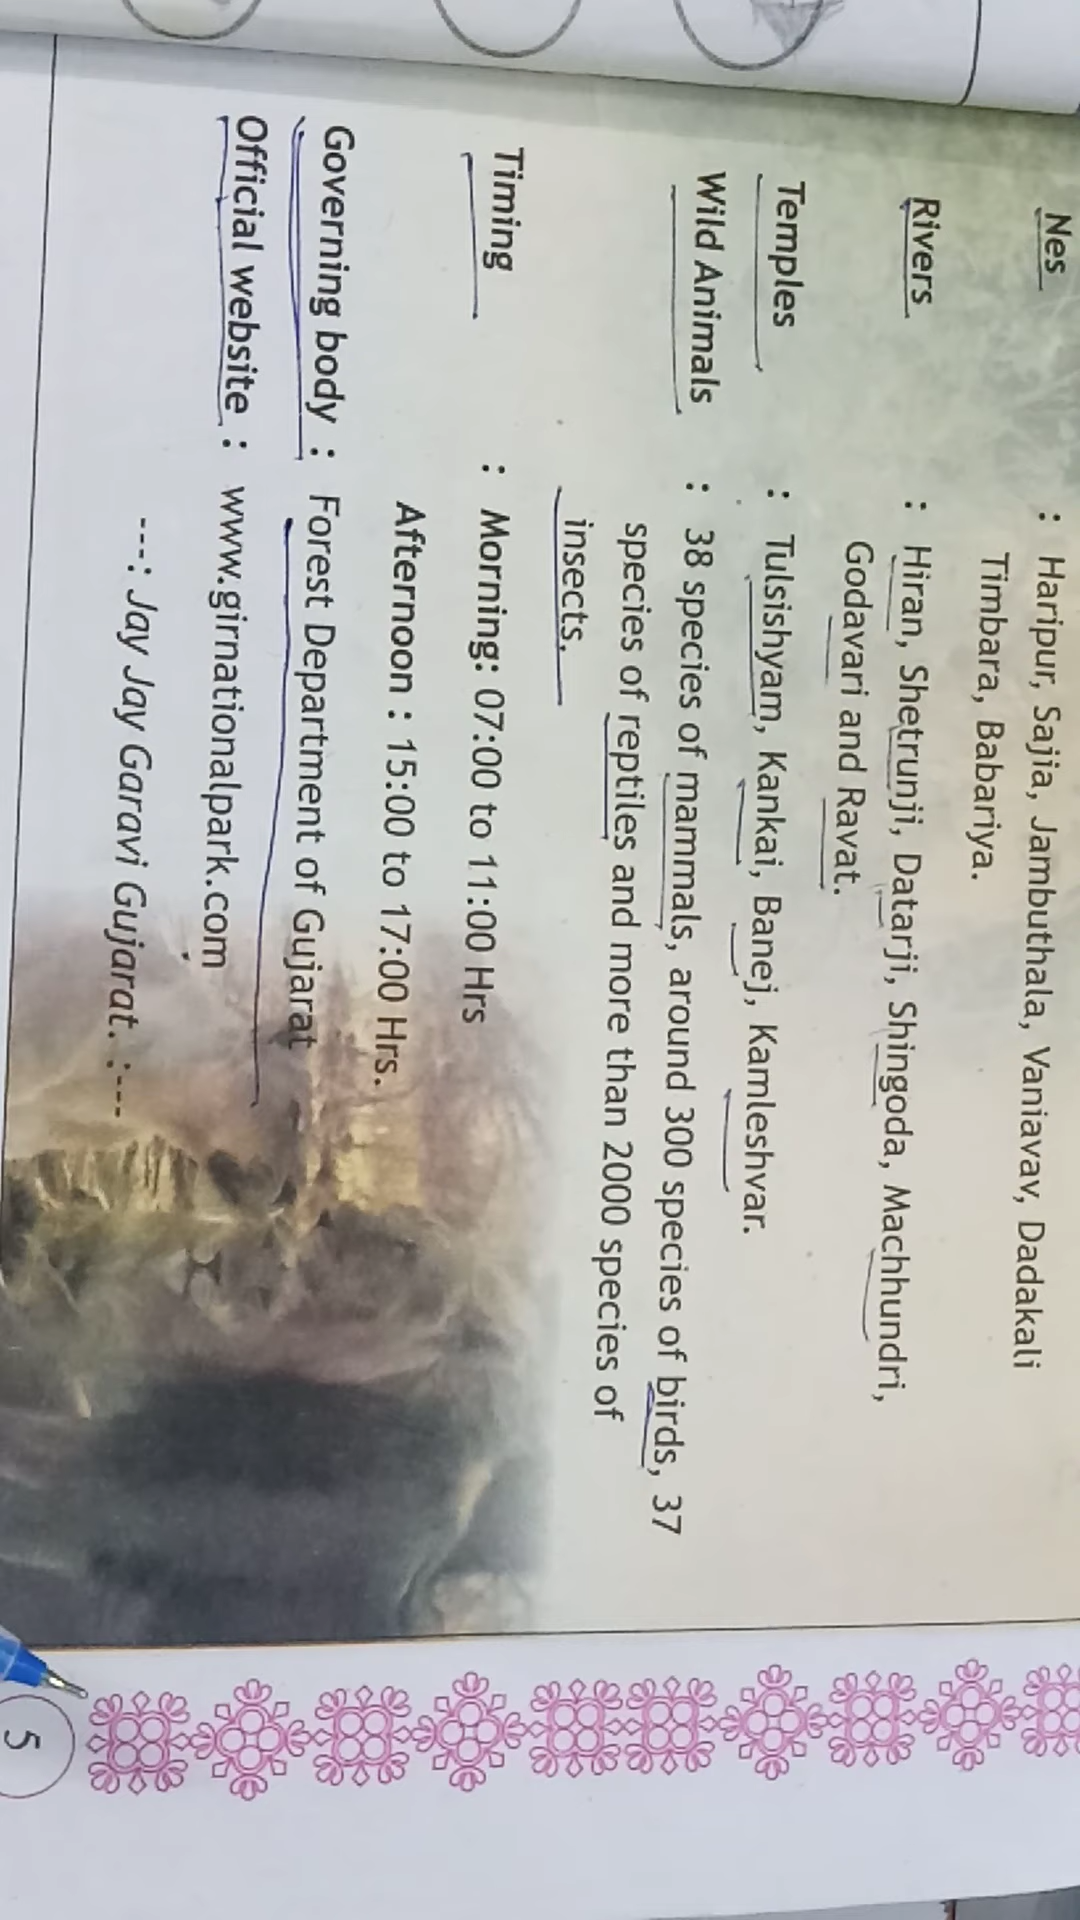 Nes : Haripur, Sajia, Jambuthala, Vaniavav, Dadakali
Timbara, Babariya.
Rivers : Hiran, Shetrunji, Datarji, Shingoda, Machhundri,
Godavari and Ravat.
Temples : Tulsishyam, Kankai, Banej, Kamleshvar.
Wild Animals : 38 species of mammals, around 300 species of birds, 37
species of reptiles and more than 2000 species of
insects.
Timing : Morning: 07:00 to 11:00 Hrs
Afternoon : 15:00 to 17:00 Hrs.
Governing body : Forest Department of Gujarat
Official website : www.girnationalpark.com
---: Jay Jay Garavi Gujarat. :---
5